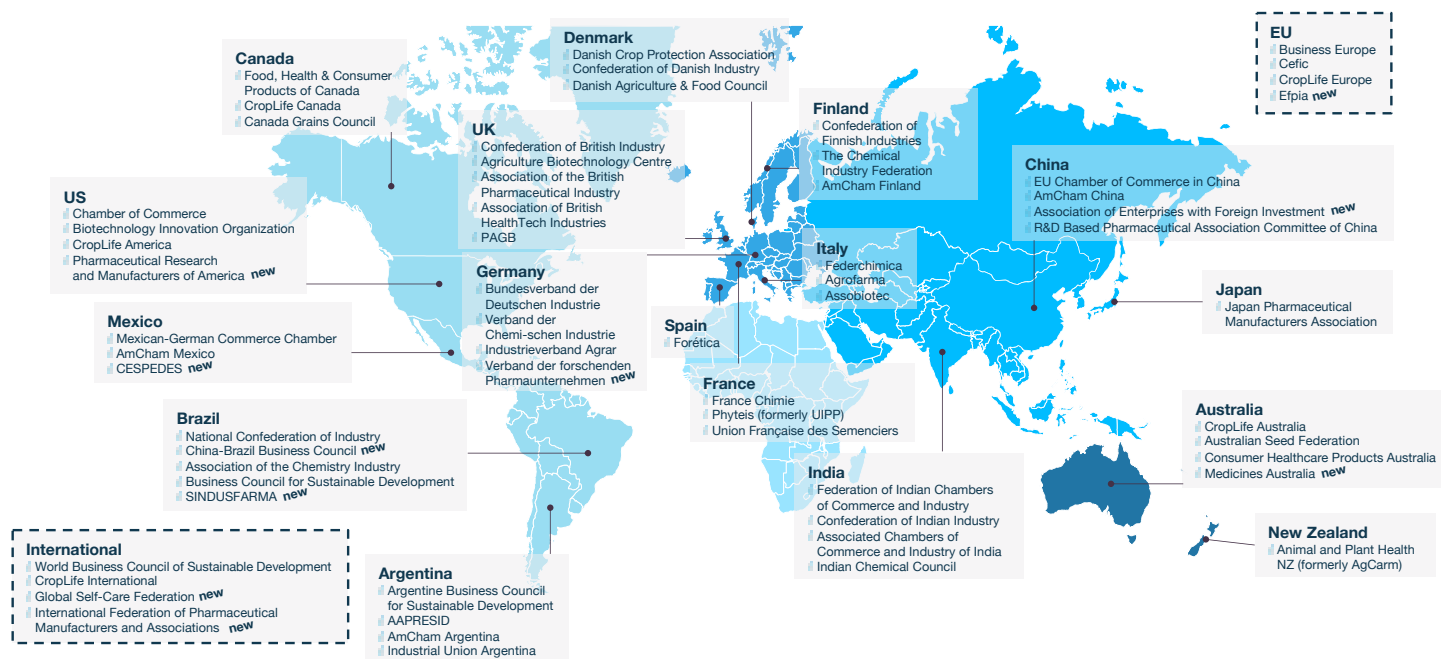 Canada
Food, Health & Consumer
Products of Canada
CropLife Canada
Canada Grains Council
Denmark
Danish Crop Protection Association
Confederation of Danish Industry
Danish Agriculture & Food Council
EU
Business Europe
Cefic
CropLife Europe
Efpia new
UK
Confederation of British Industry
Agriculture Biotechnology Centre
Association of the British
Pharmaceutical Industry
Association of British
HealthTech Industries
PAGB
Finland
Confederation of
Finnish Industries
The Chemical
Industry Federation
AmCham Finland
China
EU Chamber of Commerce in China
AmCham China
Association of Enterprises with Foreign Investment new
R&D Based Pharmaceutical Association Committee of China
US
Chamber of Commerce
Biotechnology Innovation Organization
CropLife America
Pharmaceutical Research
and Manufacturers of America new
Germany
Bundesverband der
Deutschen Industrie
Verband der
Chemi-schen Industrie
Industrieverband Agrar
Verband der forschenden
Pharmaunternehmen new
Italy
Federchimica
Agrofarma
Assobiotec
Japan
Japan Pharmaceutical
Manufacturers Association
Mexico
Mexican-German Commerce Chamber
AmCham Mexico
CESPEDES new
Spain
Forética
France
France Chimie
Phyteis (formerly UIPP)
Union Française des Semenciers
Brazil
National Confederation of Industry
China-Brazil Business Council new
Association of the Chemistry Industry
Business Council for Sustainable Development
SINDUSFARMA new
Australia
CropLife Australia
Australian Seed Federation
Consumer Healthcare Products Australia
Medicines Australia new
India
Federation of Indian Chambers
of Commerce and Industry
Confederation of Indian Industry
Associated Chambers of
Commerce and Industry of India
Indian Chemical Council
New Zealand
Animal and Plant Health
NZ (formerly AgCarm)
International
World Business Council of Sustainable Development
CropLife International
Global Self-Care Federation new
International Federation of Pharmaceutical
Manufacturers and Associations new
Argentina
Argentine Business Council
for Sustainable Development
AAPRESID
AmCham Argentina
Industrial Union Argentina